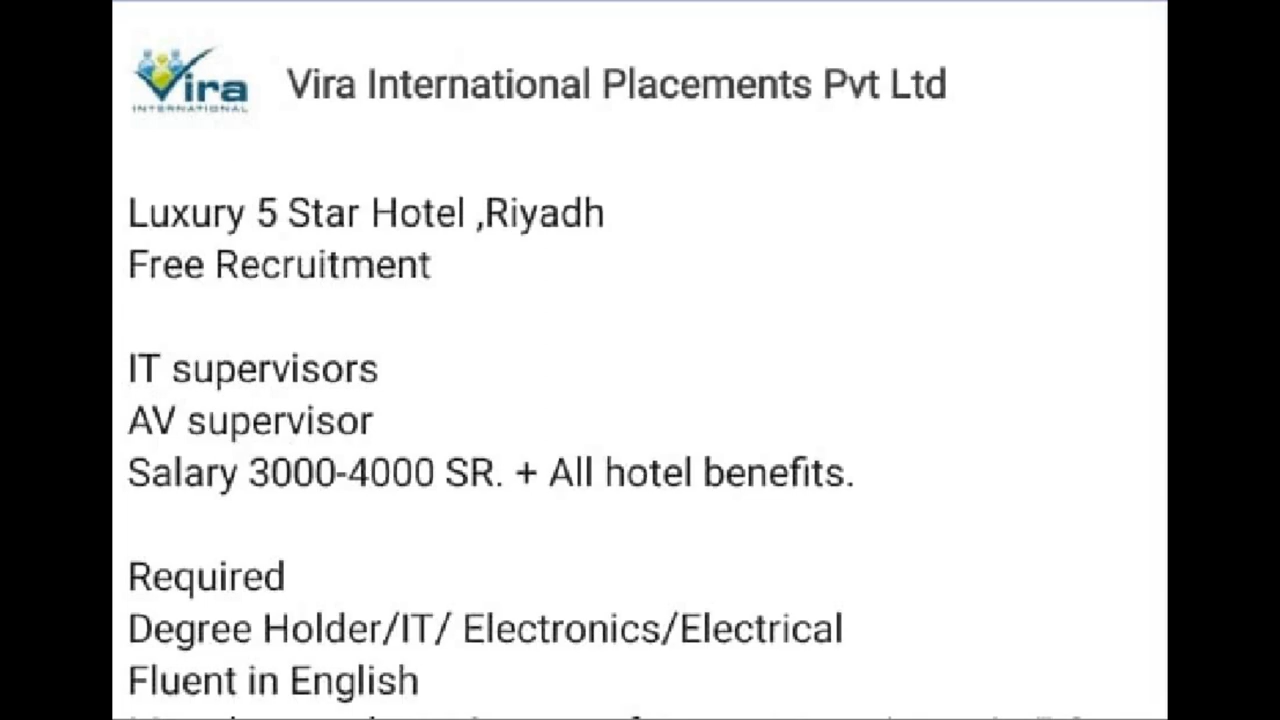 Vira
INTERNATIONAL
Vira International Placements Pvt Ltd
Luxury 5 Star Hotel ,Riyadh
Free Recruitment
IT supervisors
AV supervisor
Salary 3000-4000 SR. + All hotel benefits.
Required
Degree Holder/IT/ Electronics/Electrical
Fluent in English